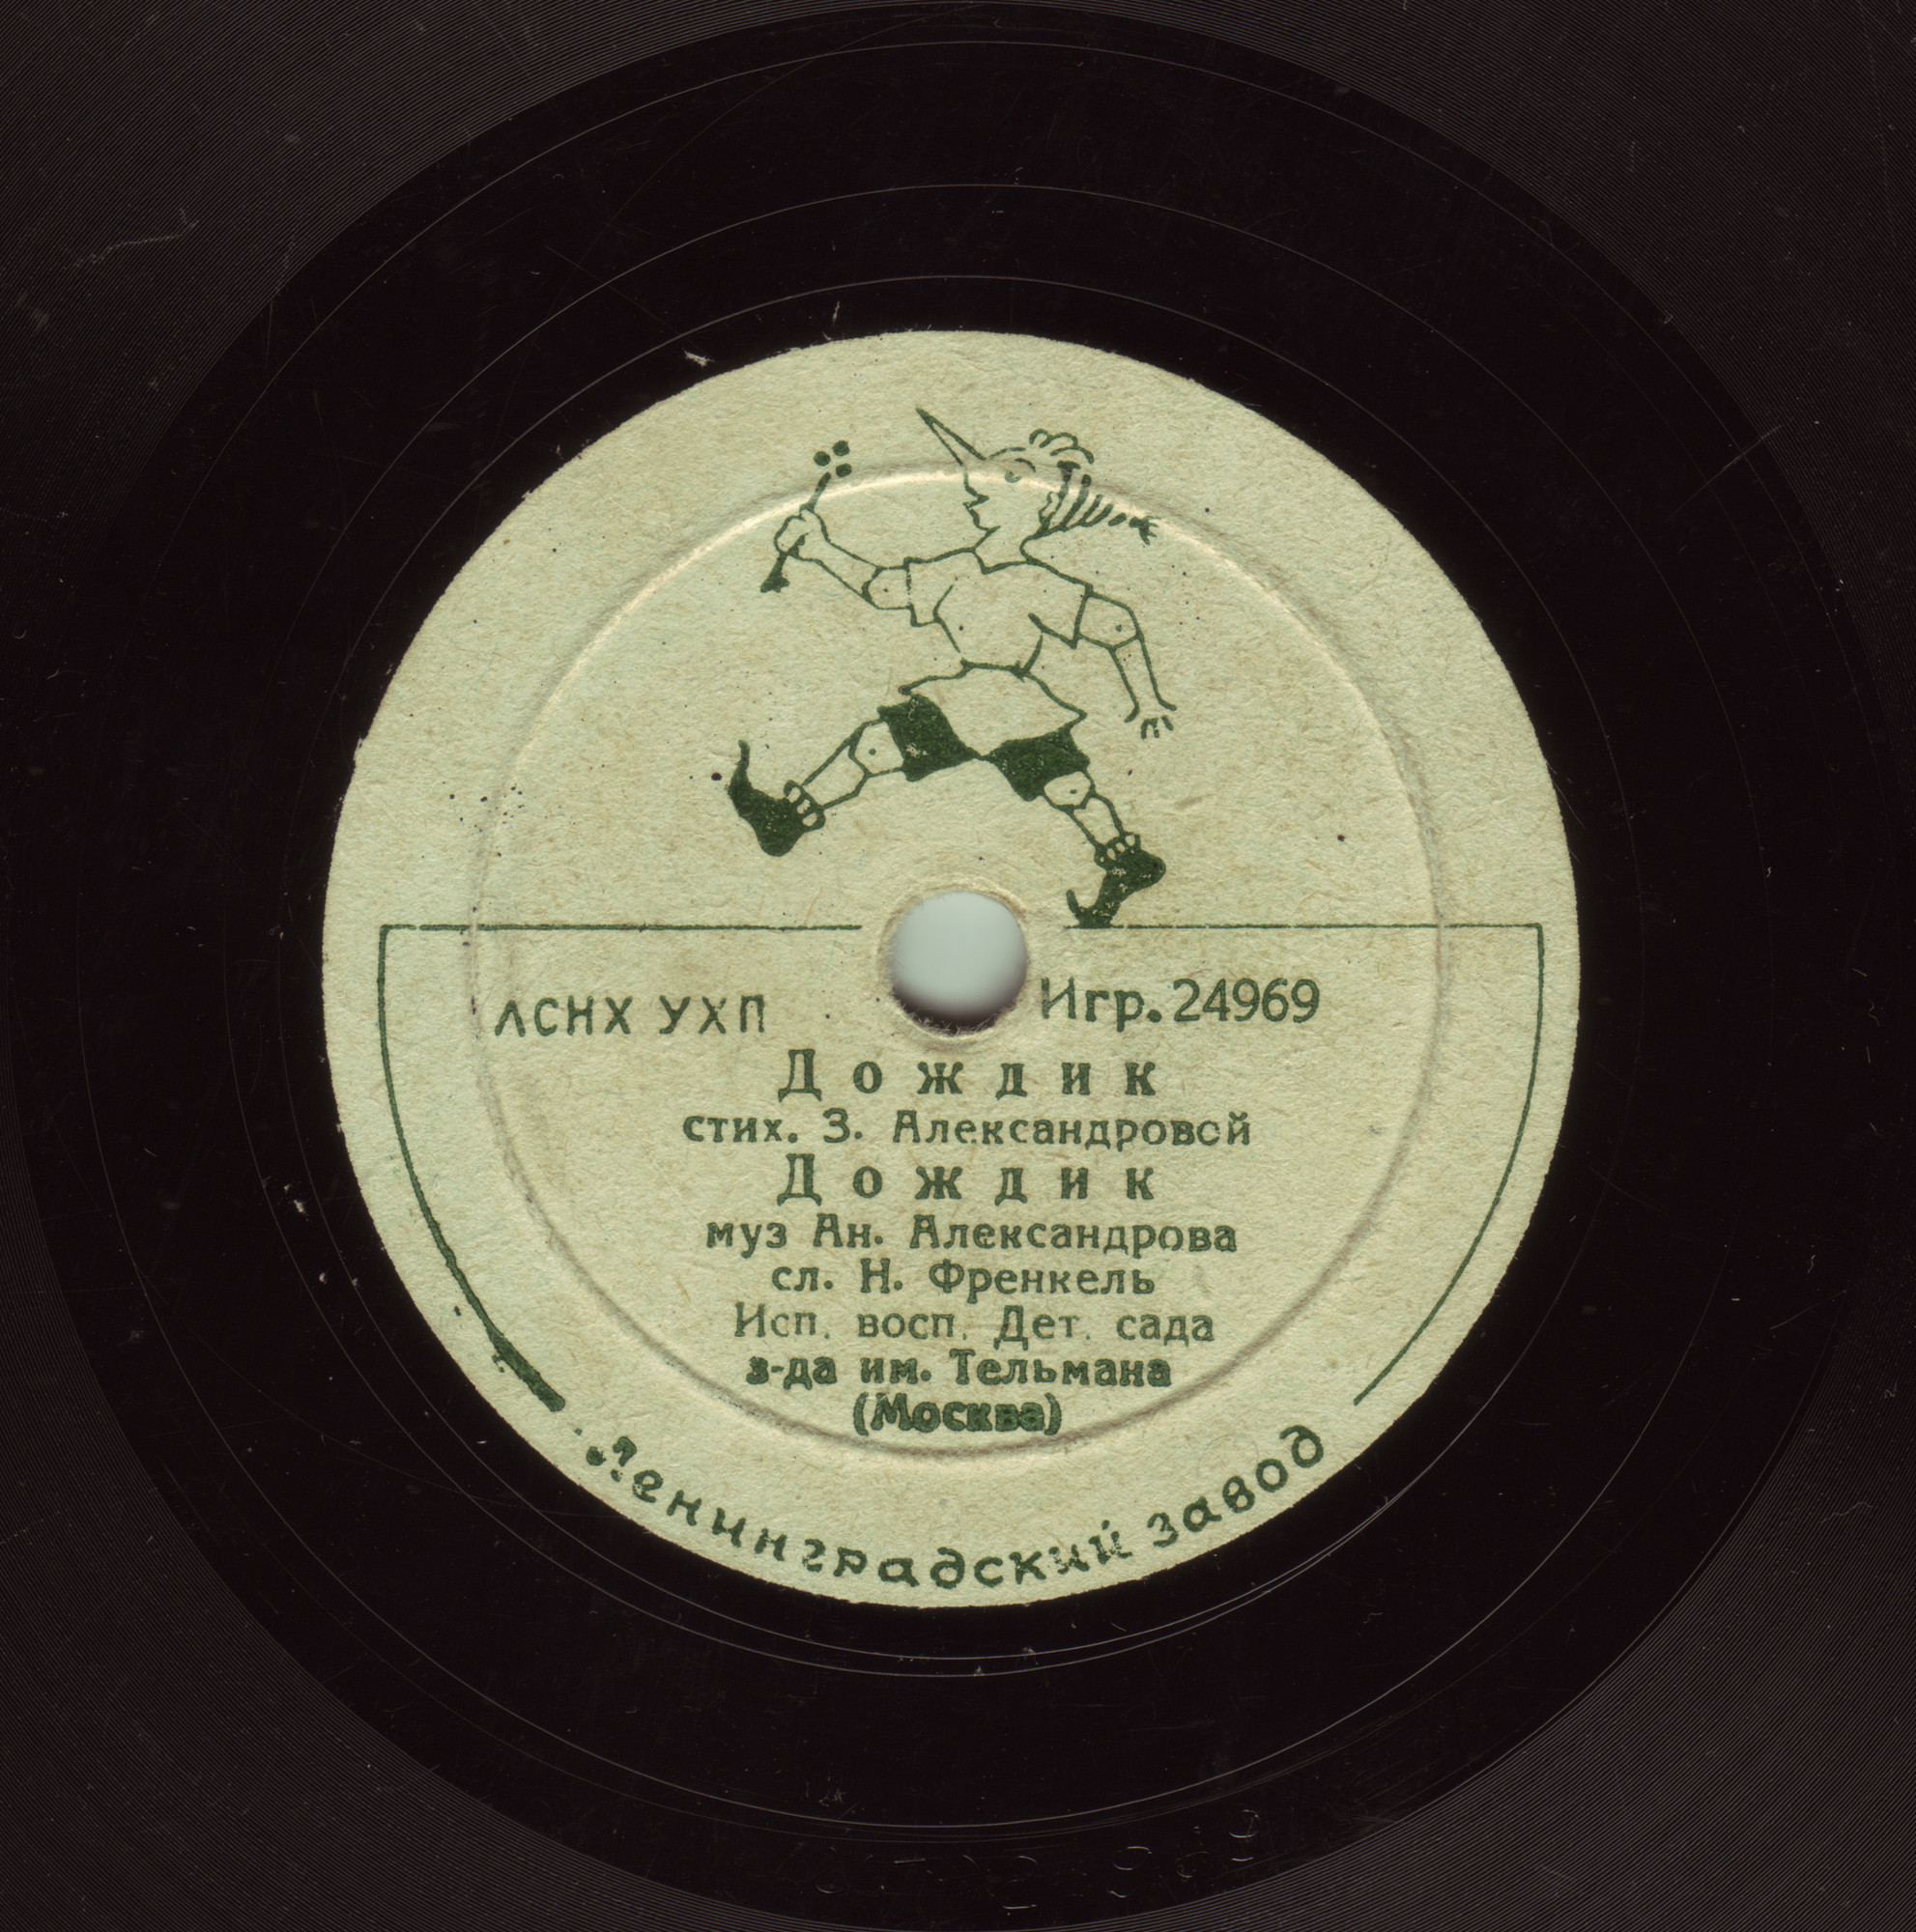 ЛСНХ УХП
Игр. 24969
Дождик
стих. З. Александровой
Дождик
муз Ан. Александрова
сл. Н. Френкель
Исп. восп. Дет. сада
з-да им. Тельмана
(Москва)
Ленинградский завод